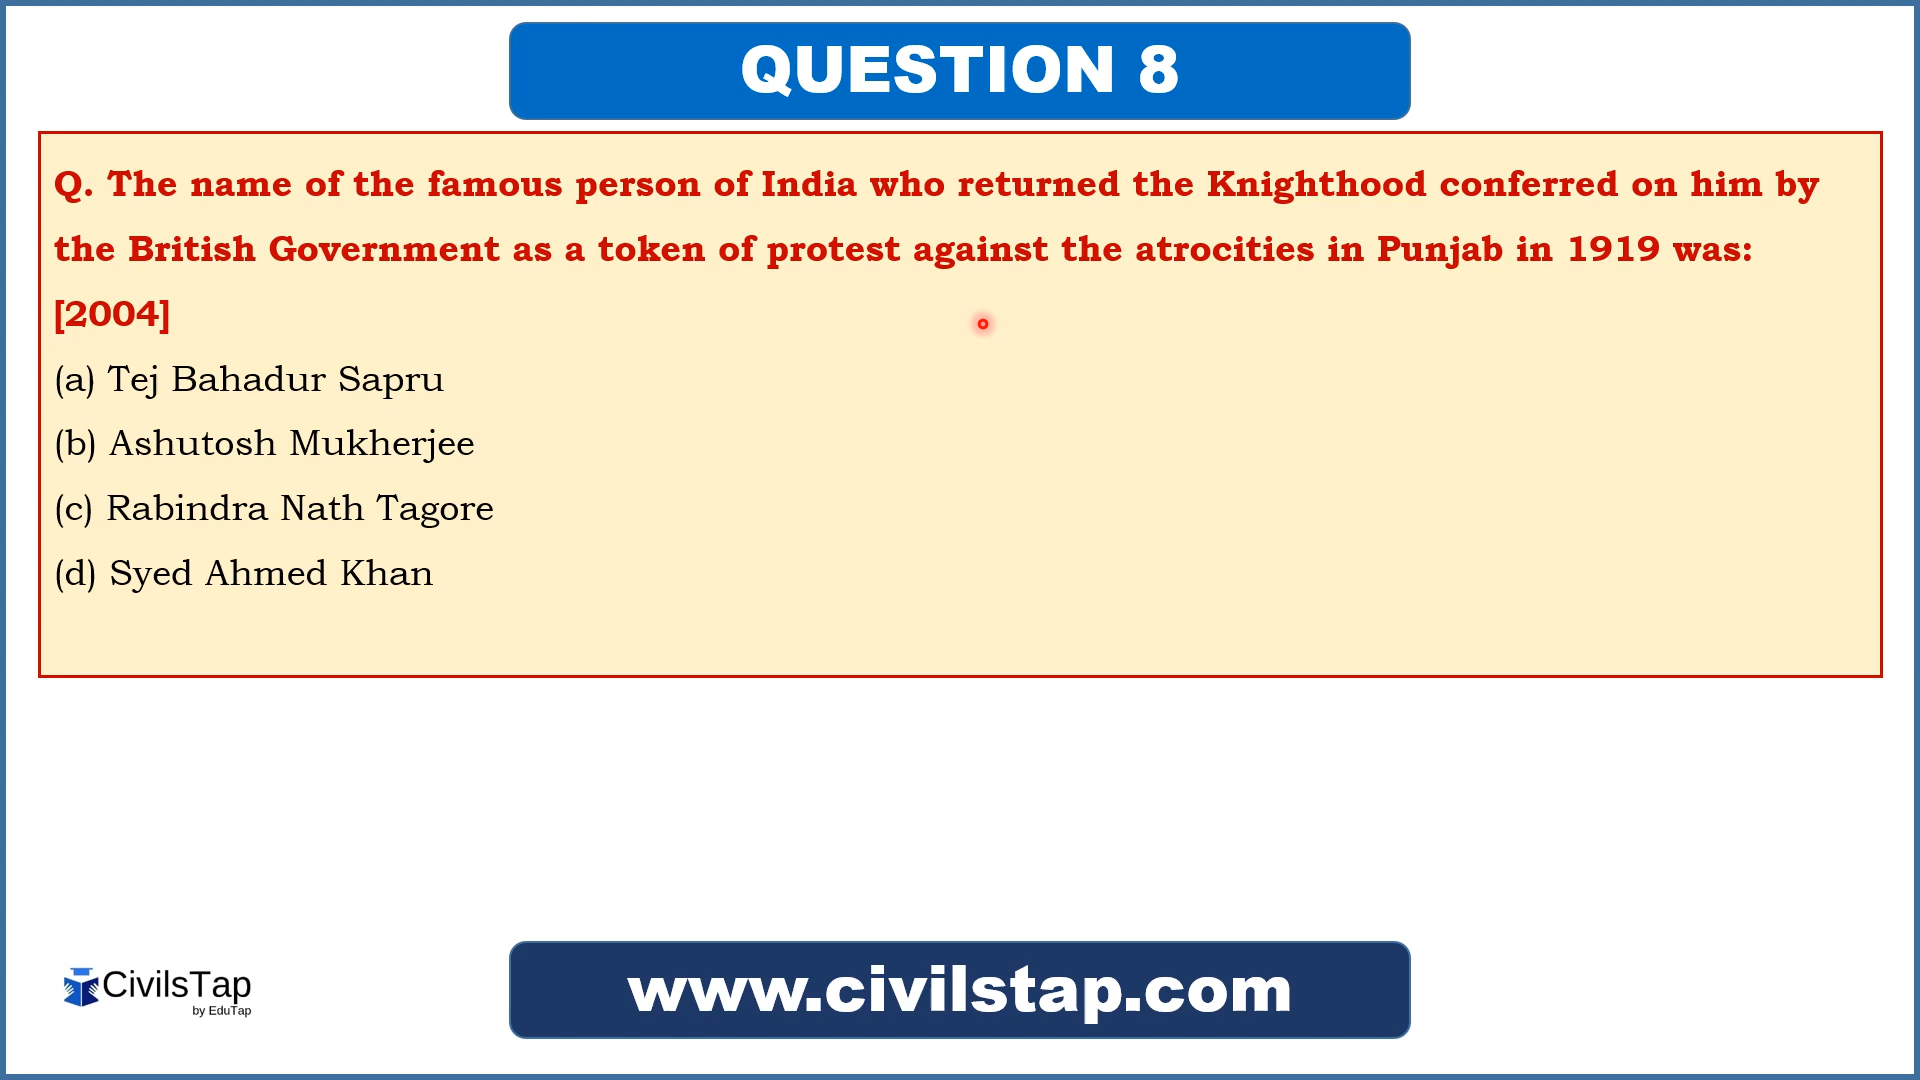 QUESTION 8
Q. The name of the famous person of India who returned the Knighthood conferred on him by
the British Government as a token of protest against the atrocities in Punjab in 1919 was:
[2004]
(a) Tej Bahadur Sapru
(b) Ashutosh Mukherjee
(c) Rabindra Nath Tagore
(d) Syed Ahmed Khan
CivilsTap
by EduTap
www.civilstap.com